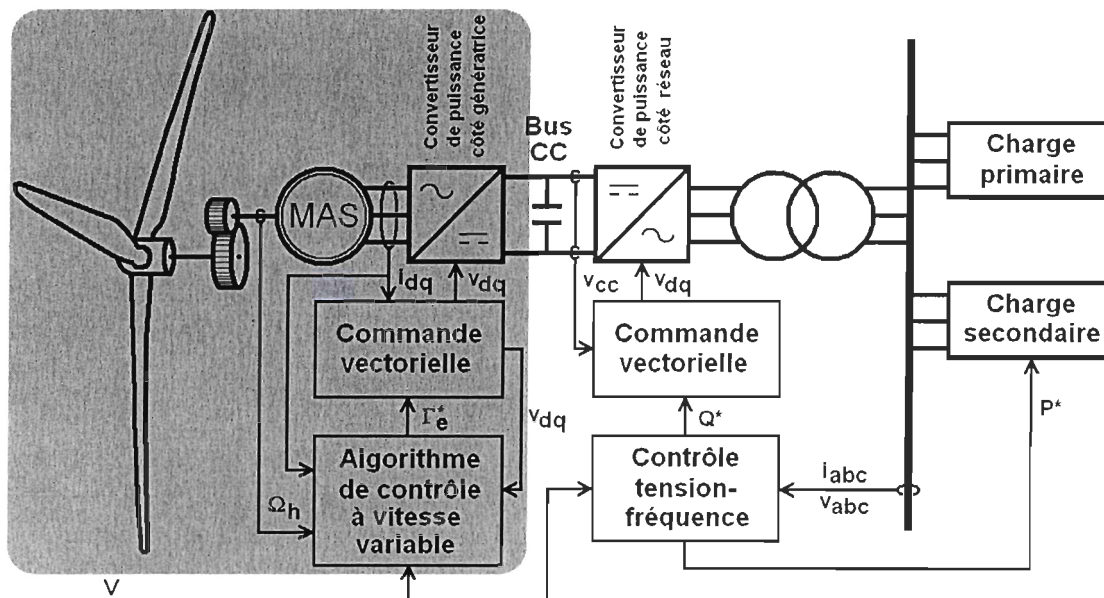 Convertisseur
de puissance
côté génératrice
Bus
CC
Convertisseur
de puissance
côté réseau
Charge
primaire
MAS
i_dq
v_dq
v_cc
v_dq
Commande
vectorielle
Commande
vectorielle
Charge
secondaire
Γ*_e
v_dq
Q*
P*
Algorithme
de contrôle
à vitesse
variable
Ω_h
Contrôle
tension-
fréquence
i_abc
v_abc
V